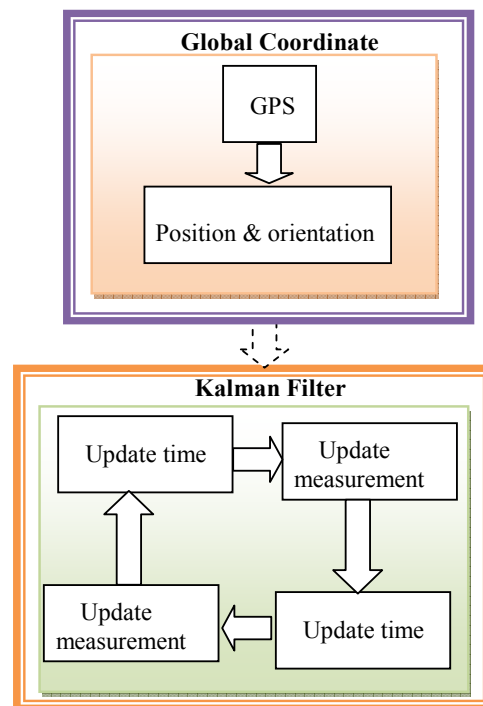 Global Coordinate
GPS
Position & orientation
Kalman Filter
Update time
Update
measurement
Update
measurement
Update time